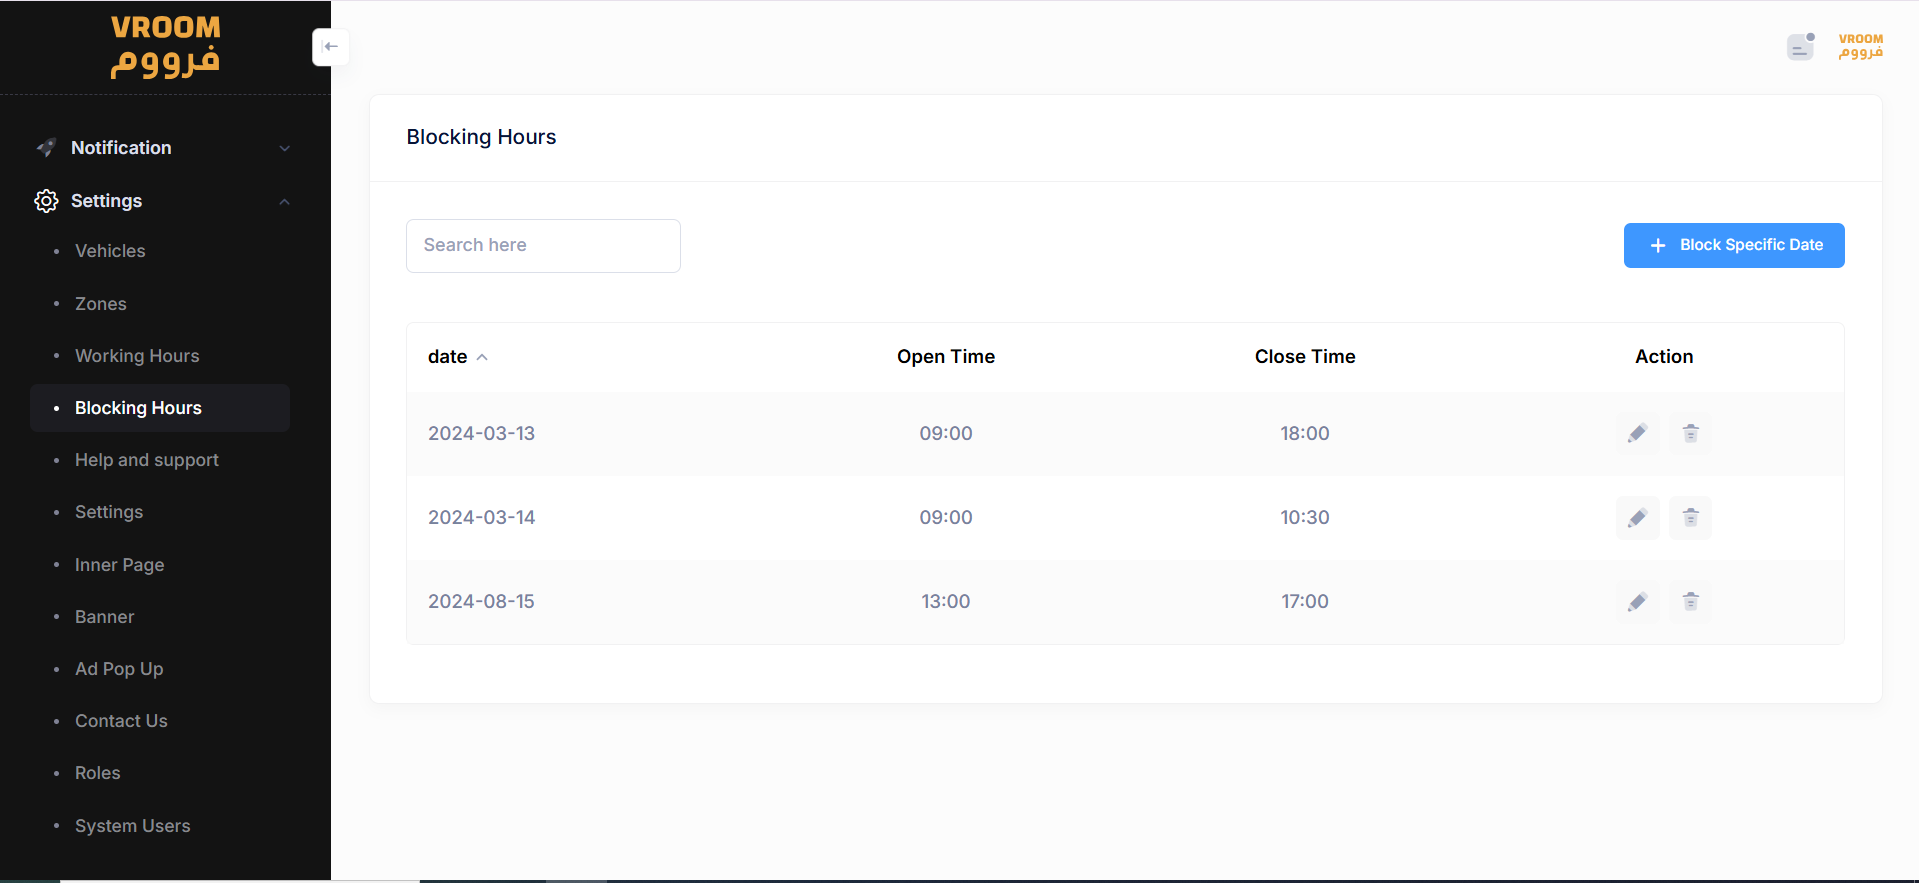 VROOM
فرووم
Notification
Settings
Vehicles
Zones
Working Hours
Blocking Hours
Help and support
Settings
Inner Page
Banner
Ad Pop Up
Contact Us
Roles
System Users
VROOM
فرووم
Blocking Hours
Search here
Block Specific Date
date Open Time Close Time Action
2024-03-13 09:00 18:00
2024-03-14 09:00 10:30
2024-08-15 13:00 17:00